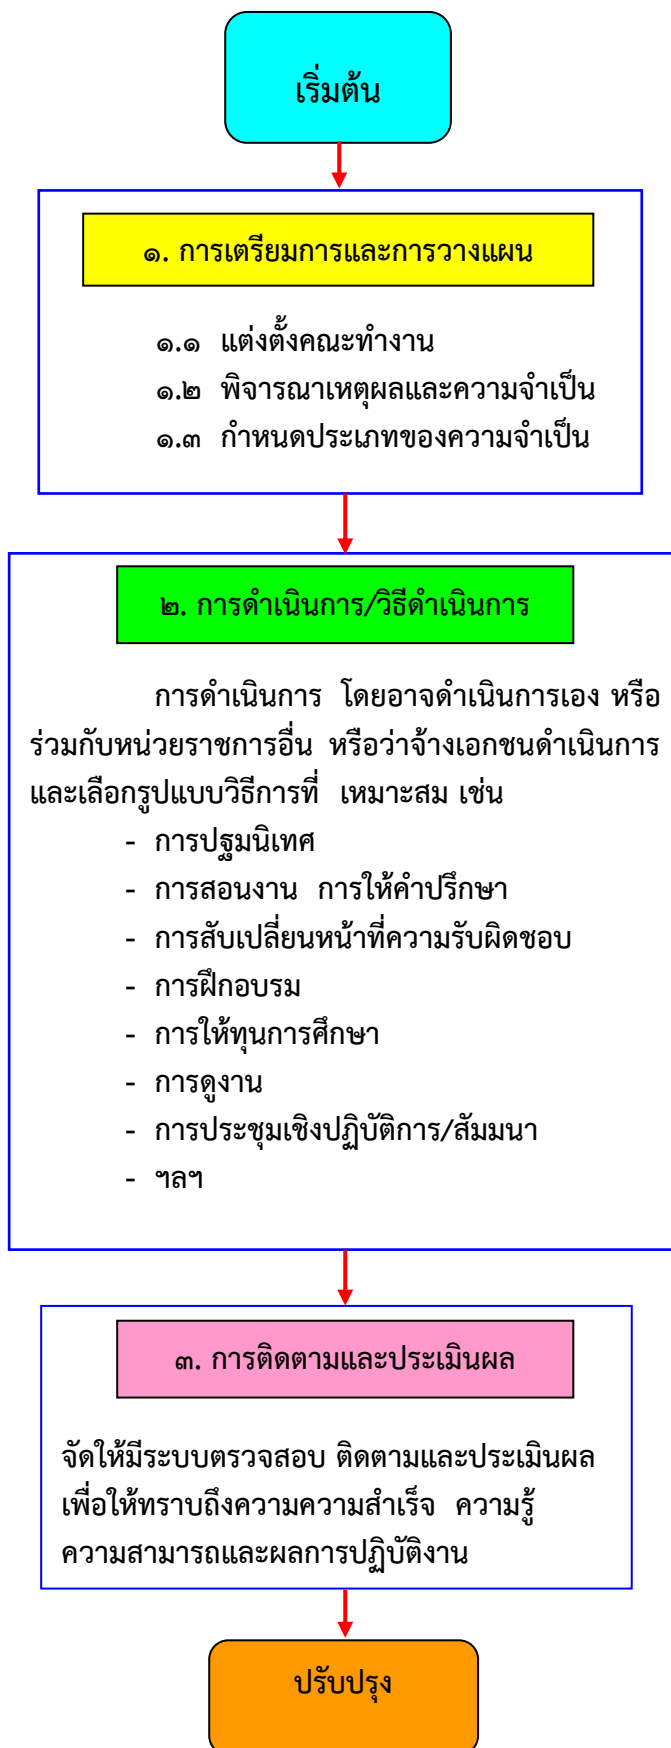 เริ่มต้น
๑. การเตรียมการและการวางแผน
๑.๑ แต่งตั้งคณะทำงาน
๑.๒ พิจารณาเหตุผลและความจำเป็น
๑.๓ กำหนดประเภทของความจำเป็น
๒. การดำเนินการ/วิธีดำเนินการ
การดำเนินการ โดยอาจดำเนินการเอง หรือ
ร่วมกับหน่วยราชการอื่น หรือว่าจ้างเอกชนดำเนินการ
และเลือกรูปแบบวิธีการที่ เหมาะสม เช่น
- การปฐมนิเทศ
- การสอนงาน การให้คำปรึกษา
- การสับเปลี่ยนหน้าที่ความรับผิดชอบ
- การฝึกอบรม
- การให้ทุนการศึกษา
- การดูงาน
- การประชุมเชิงปฏิบัติการ/สัมมนา
- ฯลฯ
๓. การติดตามและประเมินผล
จัดให้มีระบบตรวจสอบ ติดตามและประเมินผล
เพื่อให้ทราบถึงความความสำเร็จ ความรู้
ความสามารถและผลการปฏิบัติงาน
ปรับปรุง